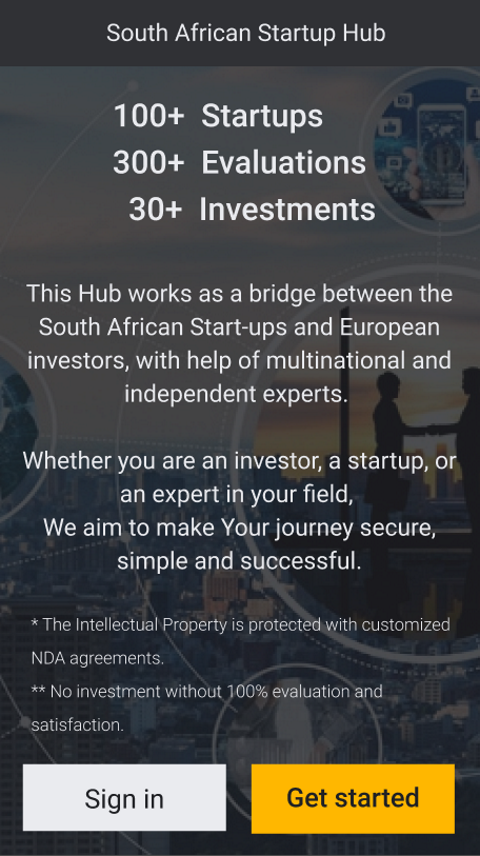 South African Startup Hub
100+ Startups
300+ Evaluations
30+ Investments
This Hub works as a bridge between the
South African Start-ups and European
investors, with help of multinational and
independent experts.
Whether you are an investor, a startup, or
an expert in your field,
We aim to make Your journey secure,
simple and successful.
* The Intellectual Property is protected with customized
NDA agreements.
** No investment without 100% evaluation and
satisfaction.
Sign in
Get started